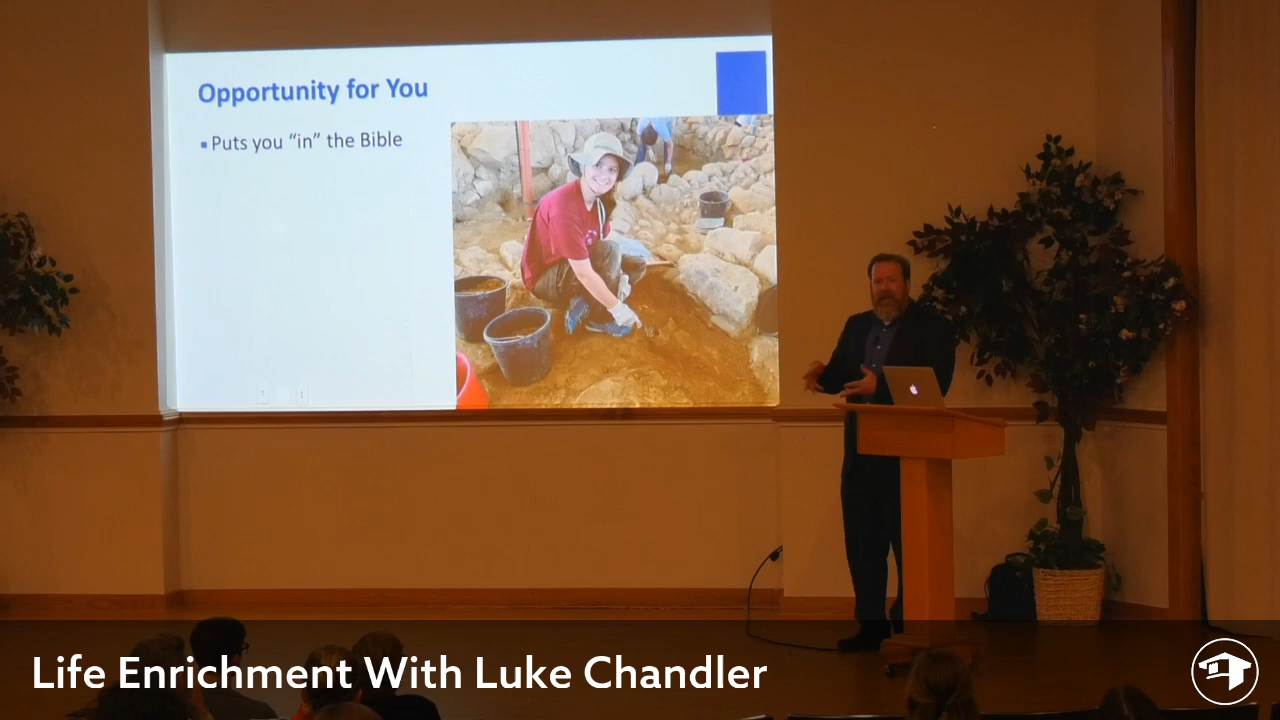 Opportunity for You
▪ Puts you “in” the Bible
Life Enrichment With Luke Chandler